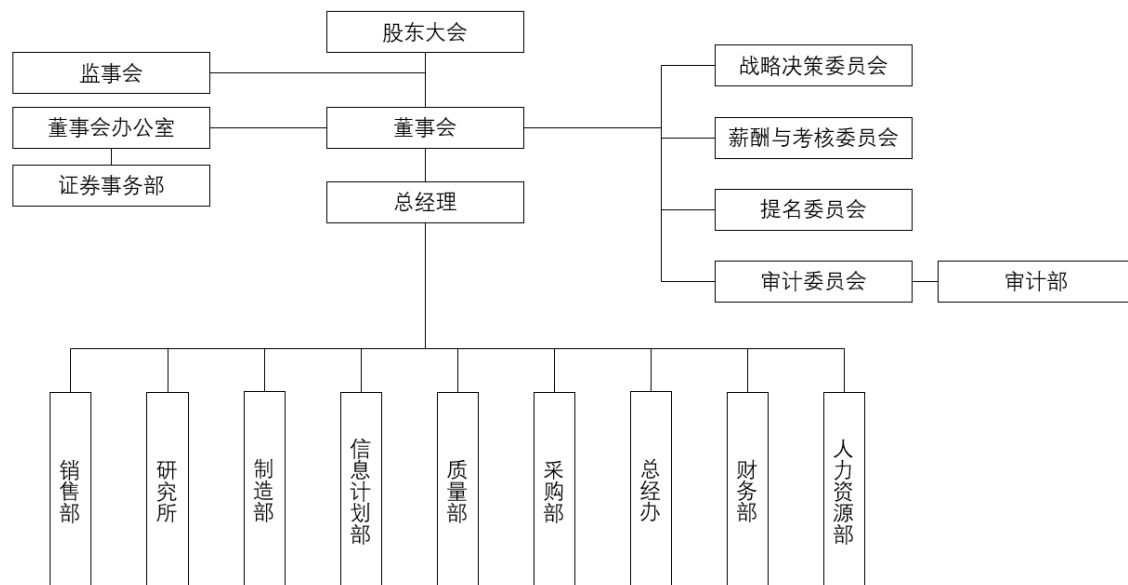 股东大会
监事会
战略决策委员会
董事会办公室
董事会
薪酬与考核委员会
证券事务部
总经理
提名委员会
审计委员会
审计部
销售部
研究所
制造部
信息计划部
质量部
采购部
总经办
财务部
人力资源部